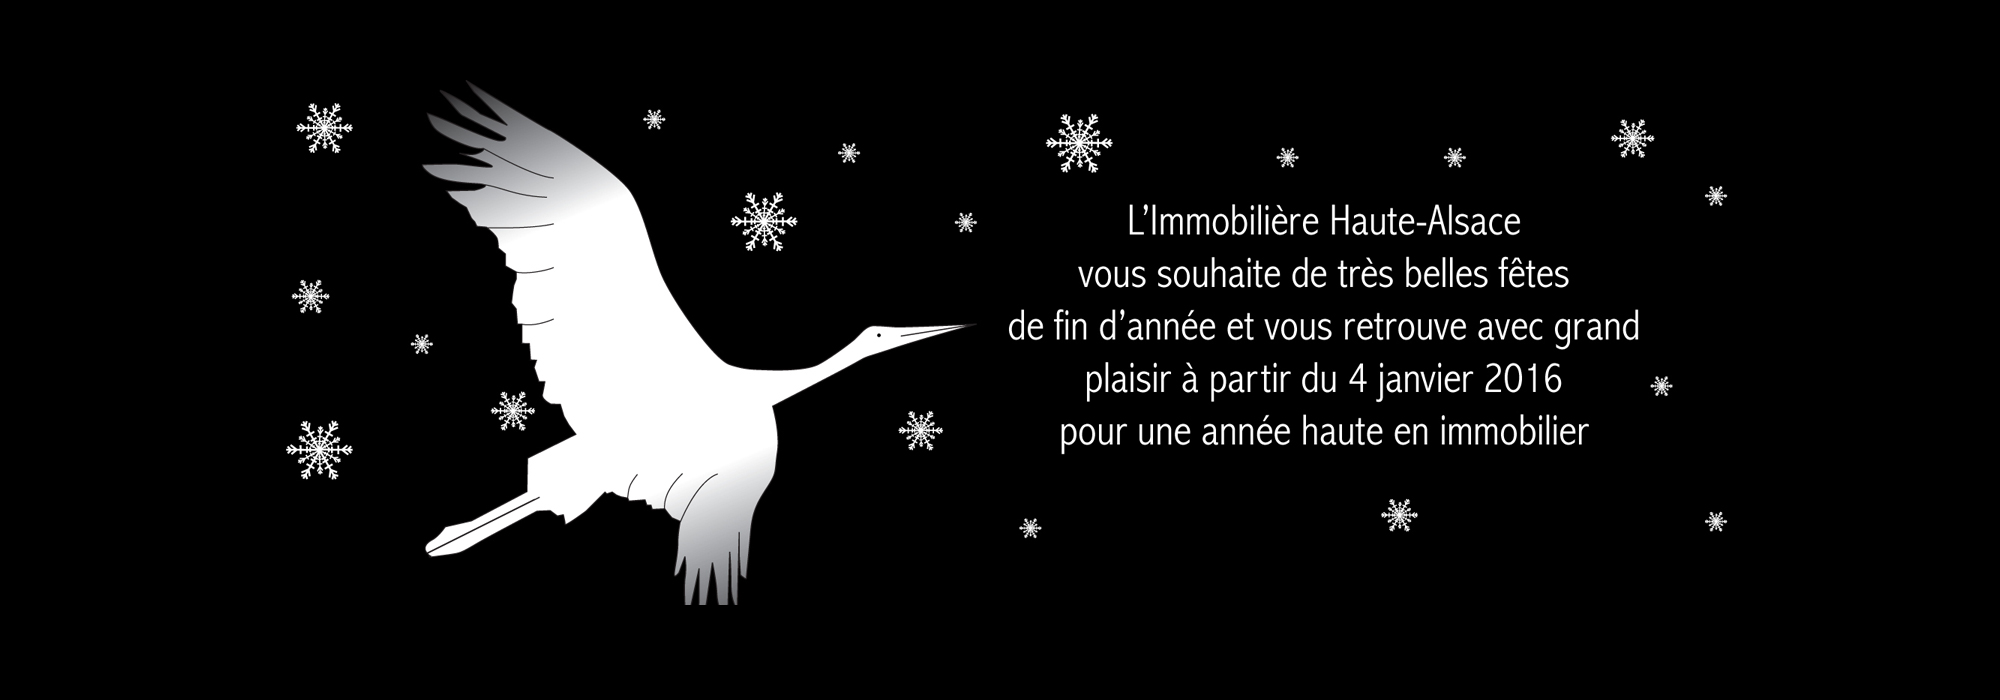 L’Immobilière Haute-Alsace
vous souhaite de très belles fêtes
de fin d’année et vous retrouve avec grand
plaisir à partir du 4 janvier 2016
pour une année haute en immobilier